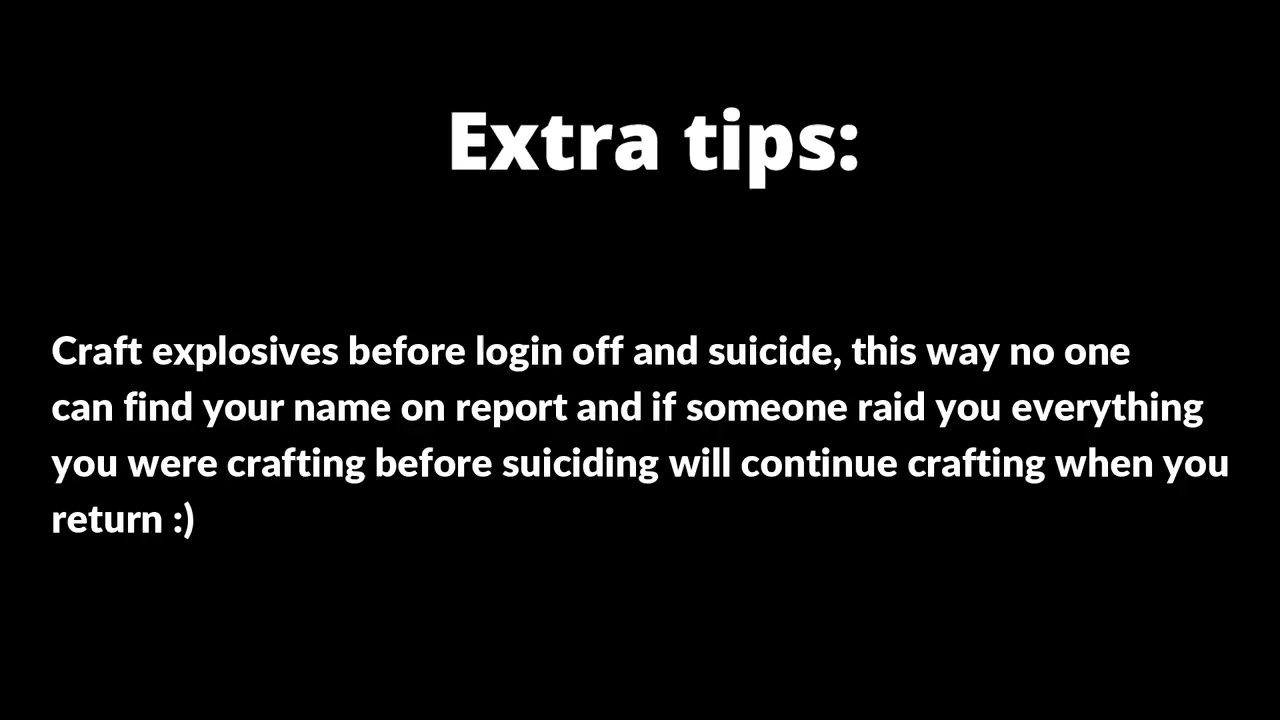 Extra tips:
Craft explosives before login off and suicide, this way no one
can find your name on report and if someone raid you everything
you were crafting before suiciding will continue crafting when you
return :)